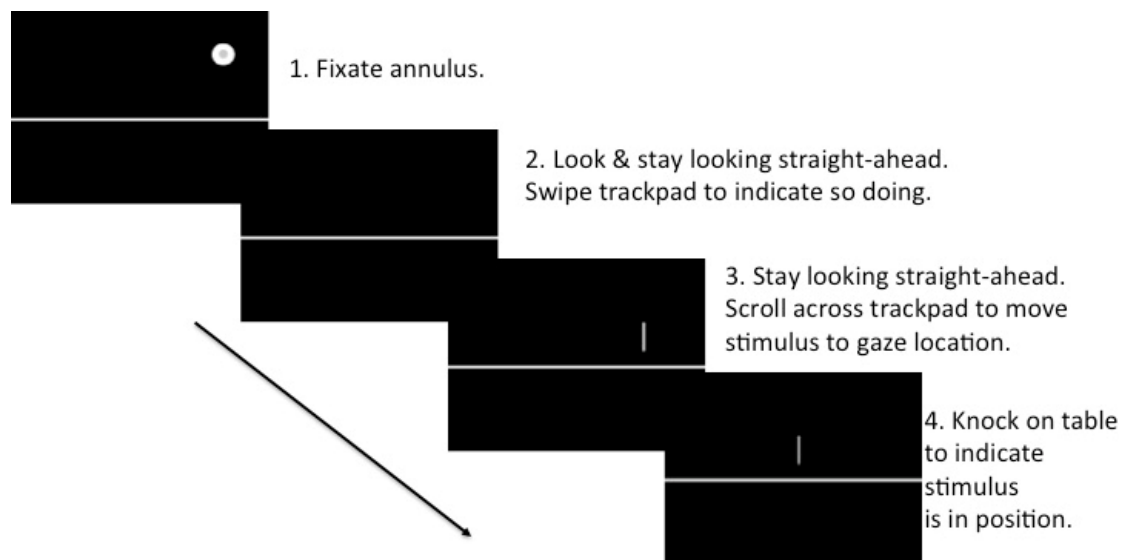 1. Fixate annulus.
2. Look & stay looking straight-ahead.
Swipe trackpad to indicate so doing.
3. Stay looking straight-ahead.
Scroll across trackpad to move
stimulus to gaze location.
4. Knock on table
to indicate
stimulus
is in position.